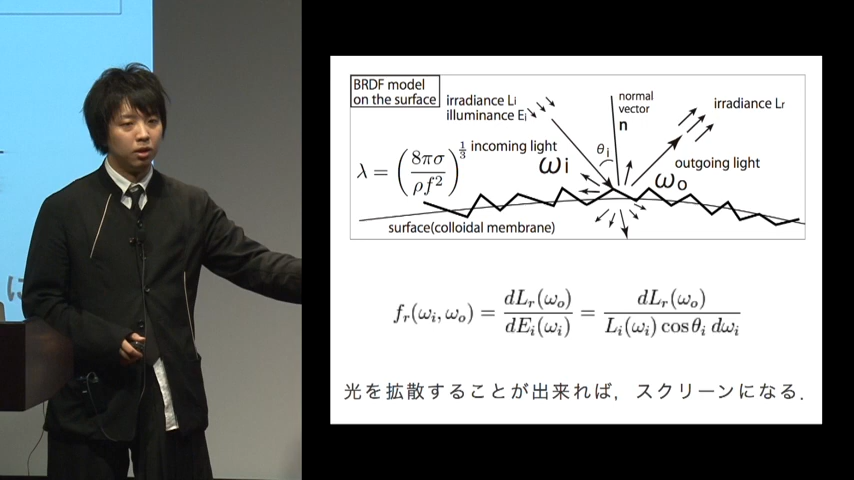 BRDF model
on the surface
irradiance Li
illuminance Ei
normal
vector
n
irradiance Lr
λ = (8πσ / ρf²)^(1/3)
incoming light
ωi
θi
outgoing light
ωo
surface(colloidal membrane)
fr(ωi, ωo) = dLr(ωo) / dEi(ωi) = dLr(ωo) / Li(ωi) cos θi dωi
光を拡散することが出来れば，スクリーンになる．
に